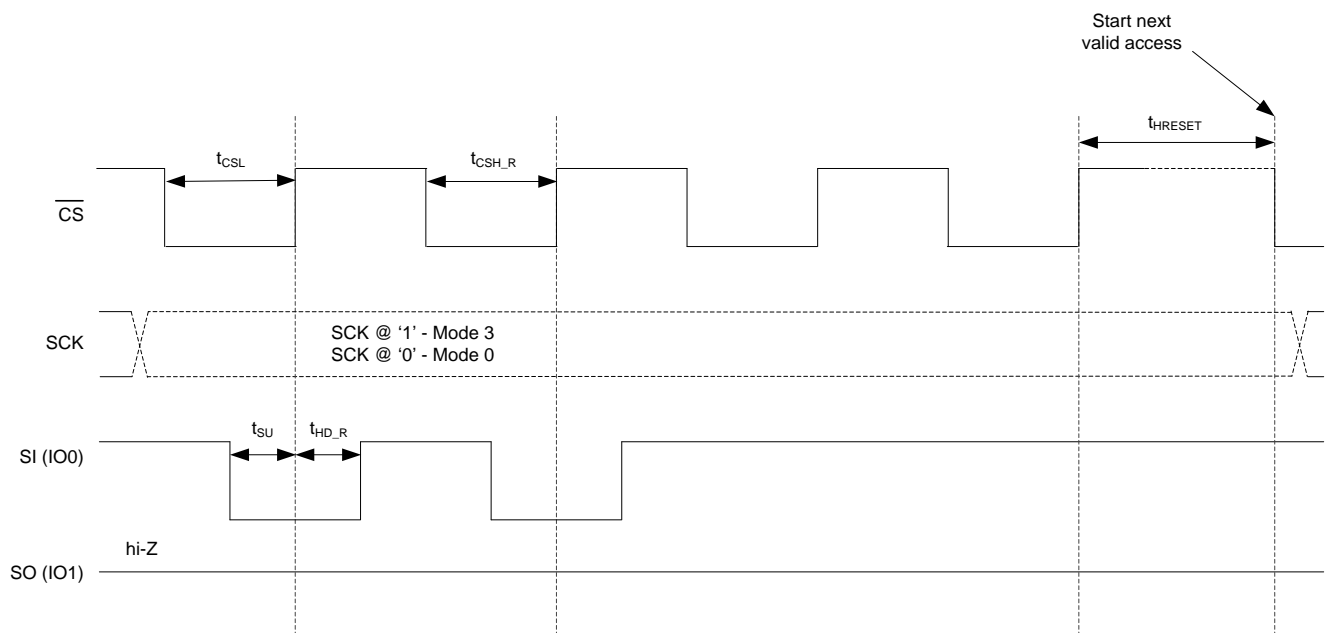 Start next
valid access
tHRESET
tCSL
tCSH_R
CS
SCK
SCK @ '1' - Mode 3
SCK @ '0' - Mode 0
tSU
tHD_R
SI (IO0)
hi-Z
SO (IO1)